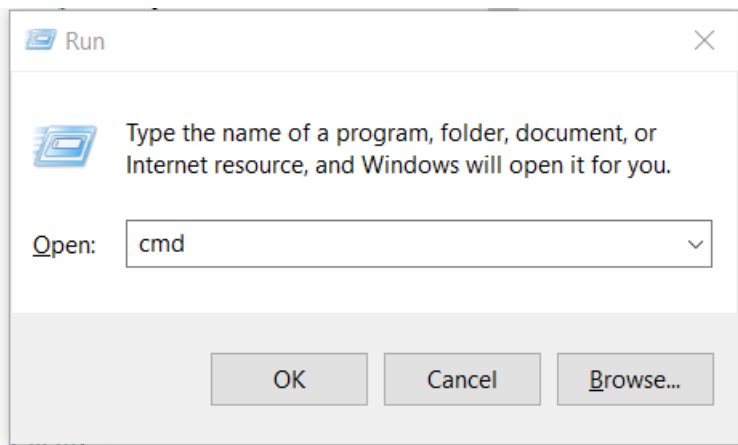 Run
Type the name of a program, folder, document, or
Internet resource, and Windows will open it for you.
Open: cmd
OK Cancel Browse...